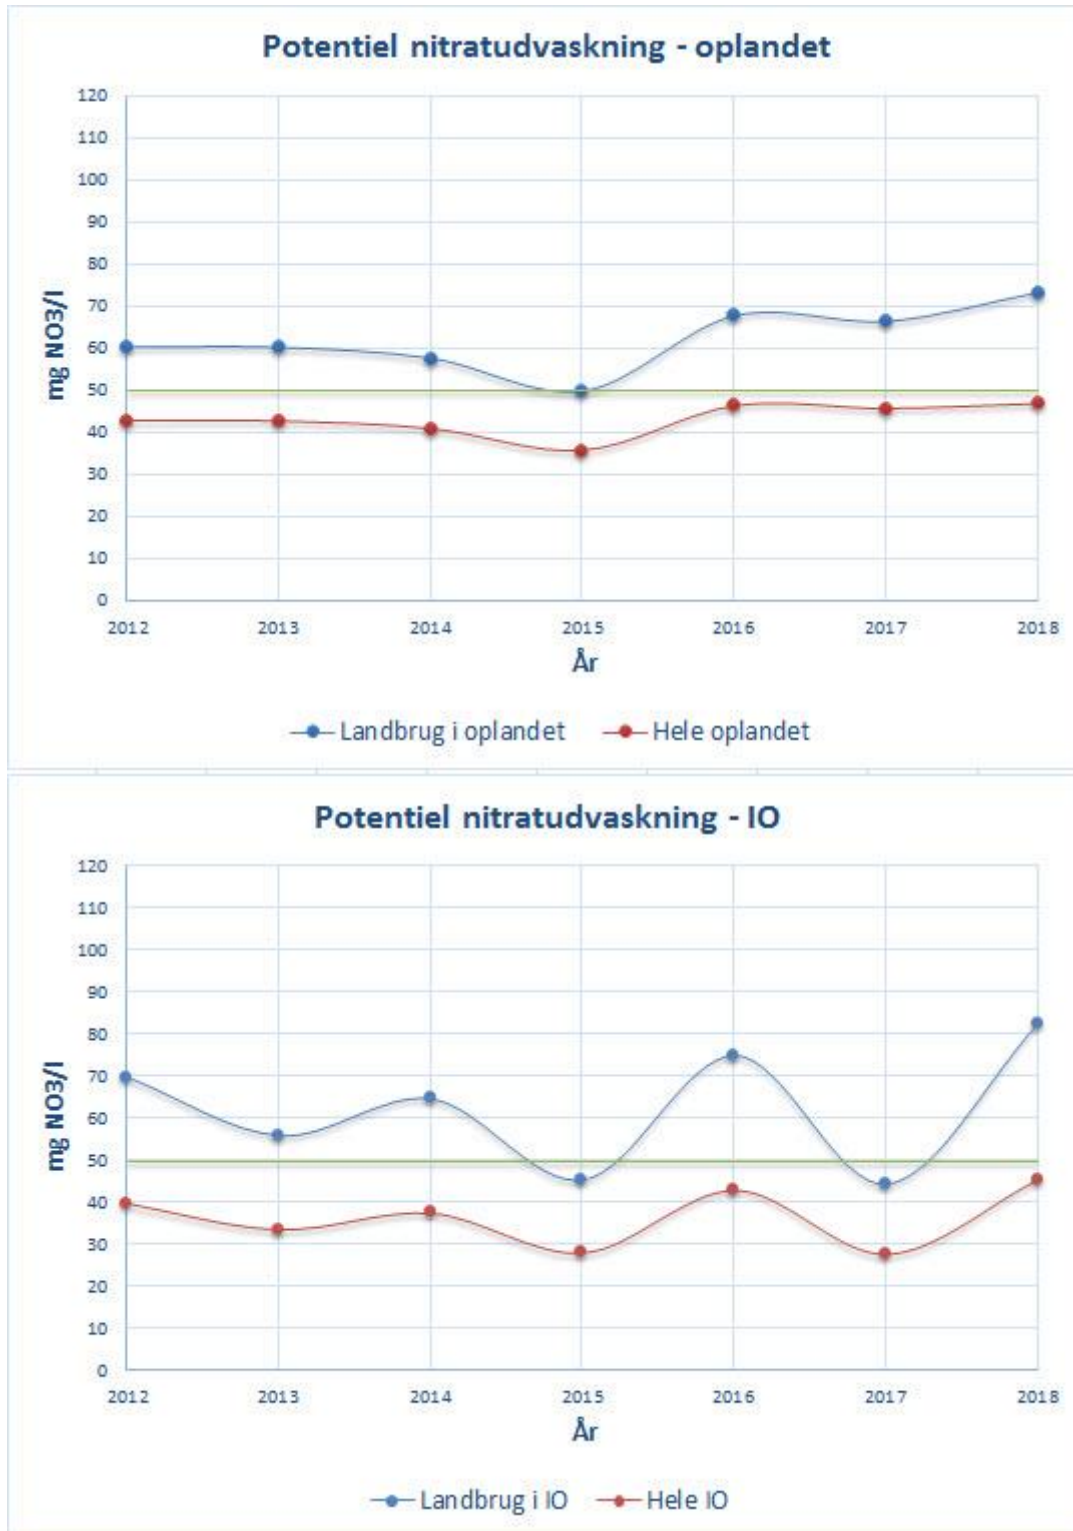 Potentiel nitratudvaskning - oplandet
120
110
100
90
80
70
60
50
40
30
20
10
0
mg NO3/l
2012 2013 2014 2015 2016 2017 2018
År
Landbrug i oplandet Hele oplandet
Potentiel nitratudvaskning - IO
120
110
100
90
80
70
60
50
40
30
20
10
0
mg NO3/l
2012 2013 2014 2015 2016 2017 2018
År
Landbrug i IO Hele IO